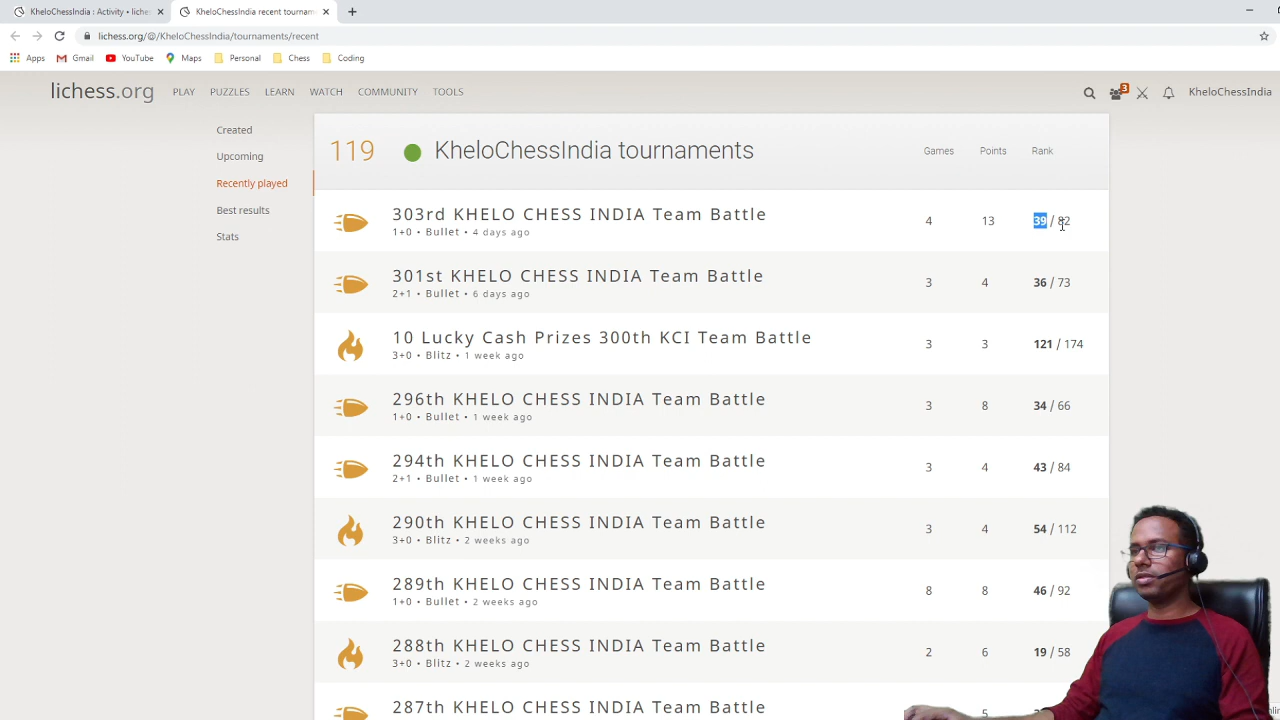 KheloChessIndia : Activity • liches
KheloChessIndia recent tournam
lichess.org/@/KheloChessIndia/tournaments/recent
Apps Gmail YouTube Maps Personal Chess Coding
lichess.org PLAY PUZZLES LEARN WATCH COMMUNITY TOOLS 3 KheloChessIndia
Created
Upcoming
Recently played
Best results
Stats
119 KheloChessIndia tournaments Games Points Rank
303rd KHELO CHESS INDIA Team Battle 4 13 39 / 82
1+0 • Bullet • 4 days ago
301st KHELO CHESS INDIA Team Battle 3 4 36 / 73
2+1 • Bullet • 6 days ago
10 Lucky Cash Prizes 300th KCI Team Battle 3 3 121 / 174
3+0 • Blitz • 1 week ago
296th KHELO CHESS INDIA Team Battle 3 8 34 / 66
1+0 • Bullet • 1 week ago
294th KHELO CHESS INDIA Team Battle 3 4 43 / 84
2+1 • Bullet • 1 week ago
290th KHELO CHESS INDIA Team Battle 3 4 54 / 112
3+0 • Blitz • 2 weeks ago
289th KHELO CHESS INDIA Team Battle 8 8 46 / 92
1+0 • Bullet • 2 weeks ago
288th KHELO CHESS INDIA Team Battle 2 6 19 / 58
3+0 • Blitz • 2 weeks ago
287th KHELO CHESS INDIA Team Battle 5